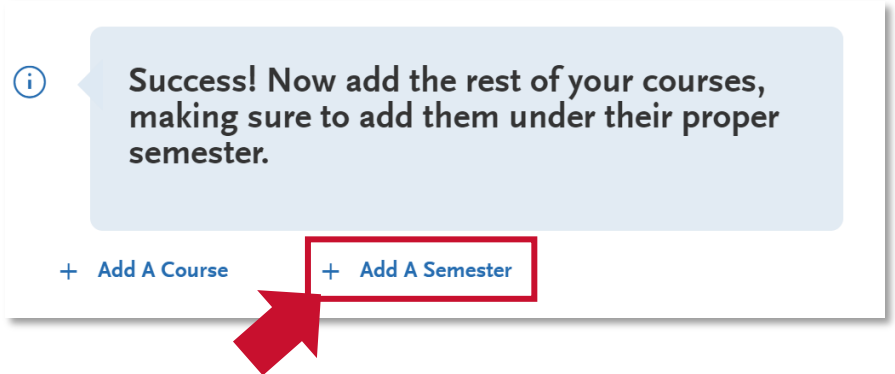 Success! Now add the rest of your courses,
making sure to add them under their proper
semester.
+ Add A Course + Add A Semester